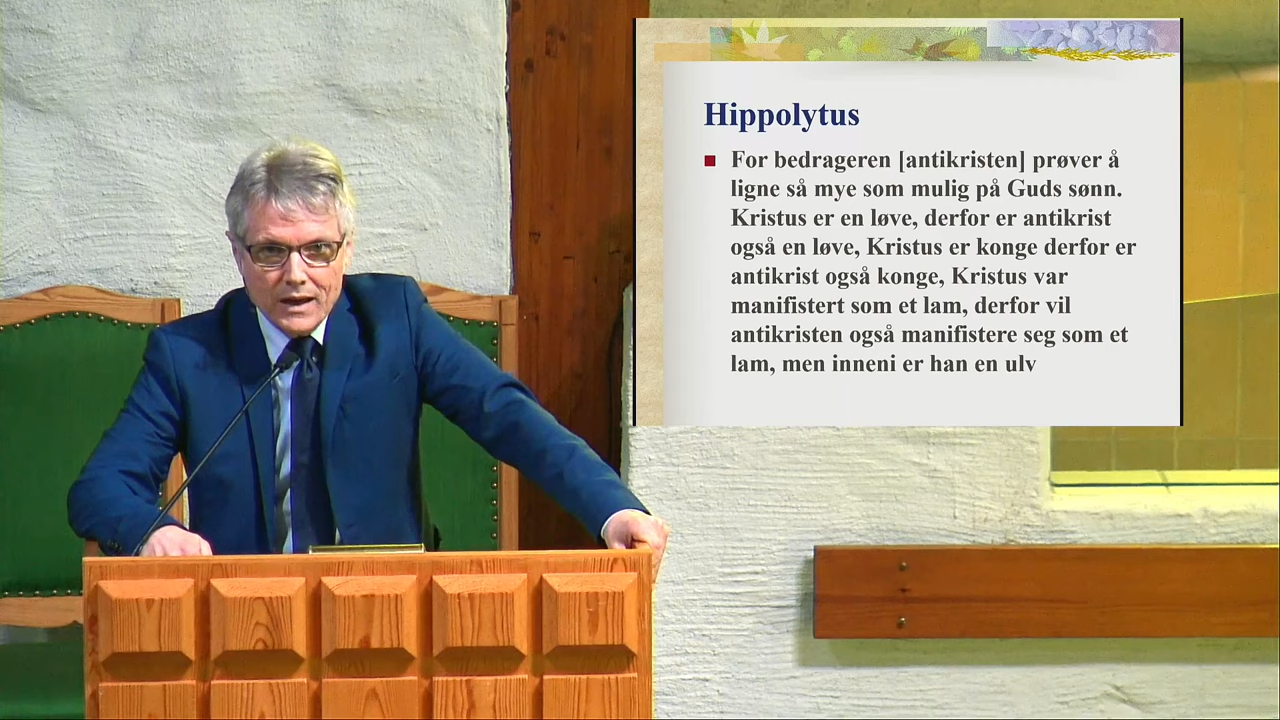 Hippolytus
For bedrageren [antikristen] prøver å
ligne så mye som mulig på Guds sønn.
Kristus er en løve, derfor er antikrist
også en løve, Kristus er konge derfor er
antikrist også konge, Kristus var
manifistert som et lam, derfor vil
antikristen også manifistere seg som et
lam, men inneni er han en ulv